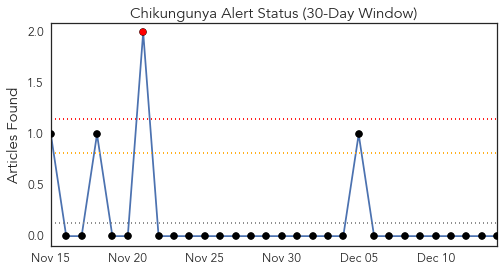 Chikungunya Alert Status (30-Day Window)
2.0
1.5
1.0
0.5
0.0
Articles Found
Nov 15 Nov 20 Nov 25 Nov 30 Dec 05 Dec 10